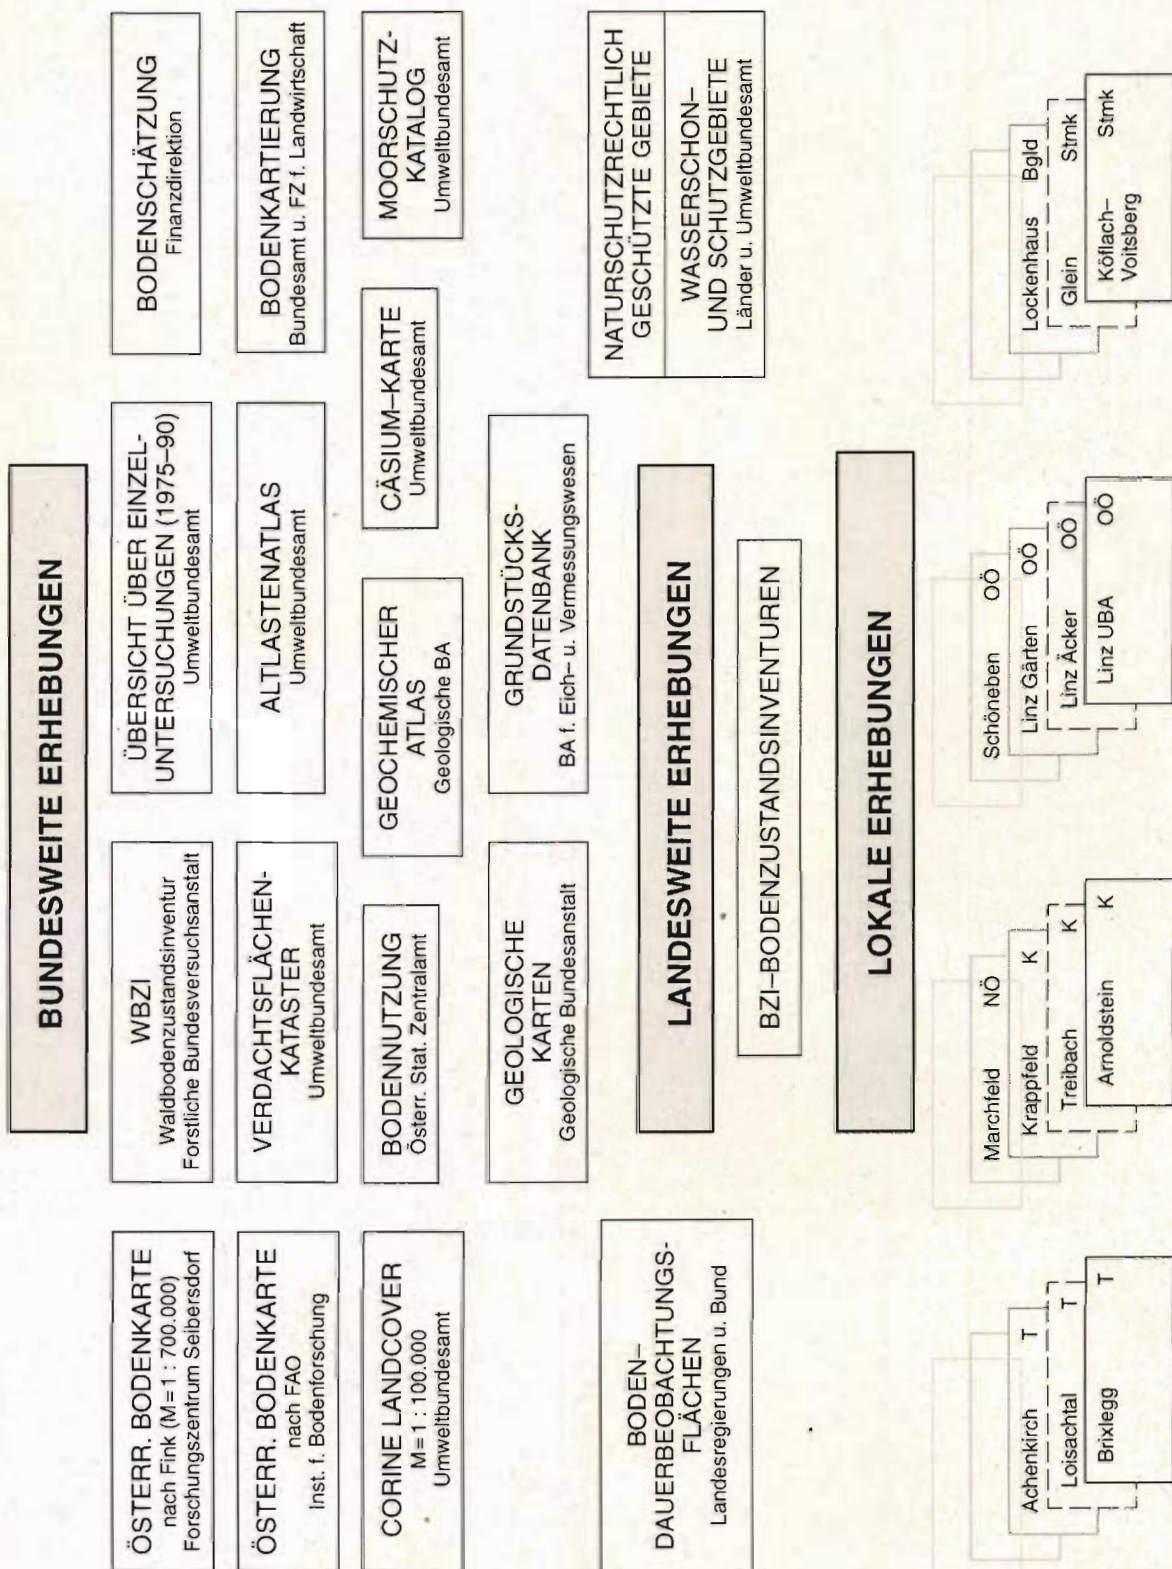 BUNDESWEITE ERHEBUNGEN
ÖSTERR. BODENKARTE
nach Fink (M = 1 : 700.000)
Forschungszentrum Seibersdorf
WBZI
Waldbodenzustandsinventur
Forstliche Bundesversuchsanstalt
ÜBERSICHT ÜBER EINZEL-
UNTERSUCHUNGEN (1975–90)
Umweltbundesamt
BODENSCHÄTZUNG
Finanzdirektion
ÖSTERR. BODENKARTE
nach FAO
Inst. f. Bodenforschung
VERDACHTSFLÄCHEN-
KATASTER
Umweltbundesamt
ALTLASTENATLAS
Umweltbundesamt
BODENKARTIERUNG
Bundesamt u. FZ f. Landwirtschaft
CORINE LANDCOVER
M = 1 : 100.000
Umweltbundesamt
BODENNUTZUNG
Österr. Stat. Zentralamt
GEOCHEMISCHER
ATLAS
Geologische BA
CÄSIUM–KARTE
Umweltbundesamt
MOORSCHUTZ-
KATALOG
Umweltbundesamt
GEOLOGISCHE
KARTEN
Geologische Bundesanstalt
GRUNDSTÜCKS-
DATENBANK
BA f. Eich– u. Vermessungswesen
BODEN–
DAUERBEOBACHTUNGS-
FLÄCHEN
Landesregierungen u. Bund
LANDESWEITE ERHEBUNGEN
BZI–BODENZUSTANDSINVENTUREN
NATURSCHUTZRECHTLICH
GESCHÜTZTE GEBIETE
WASSERSCHON–
UND SCHUTZGEBIETE
Länder u. Umweltbundesamt
LOKALE ERHEBUNGEN
Achenkirch T
Loisachtal T
Brixlegg T
Marchfeld NÖ
Krappfeld K
Treibach K
Arnoldstein K
Schöneben OÖ
Linz Gärten OÖ
Linz Äcker OÖ
Linz UBA OÖ
Lockenhaus Bgld
Glein Stmk
Köflach– Stmk
Voitsberg